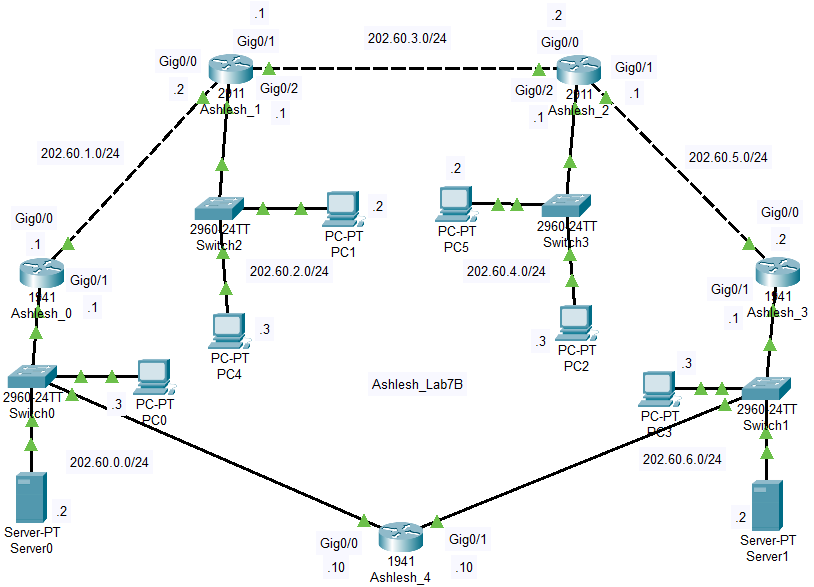 .1
.2
Gig0/1
202.60.3.0/24
Gig0/0
Gig0/0
Gig0/1
.2
2911
Gig0/2
Ashlesh_1
.1
Gig0/2
2911
.1
Ashlesh_2
.1
202.60.1.0/24
202.60.5.0/24
.2
.2
2960-24TT
Switch2
PC-PT
PC1
PC-PT
PC5
2960-24TT
Switch3
Gig0/0
.1
Gig0/0
.2
202.60.2.0/24
202.60.4.0/24
Gig0/1
1941
.1
Ashlesh_0
Gig0/1
1941
.1
Ashlesh_3
.3
PC-PT
PC4
.3
PC-PT
PC2
Ashlesh_Lab7B
2960-24TT
Switch0
.3
PC-PT
PC0
.3
PC-PT
PC3
2960-24TT
Switch1
202.60.0.0/24
202.60.6.0/24
.2
Server-PT
Server0
.2
Server-PT
Server1
Gig0/0
.10
Gig0/1
.10
1941
Ashlesh_4